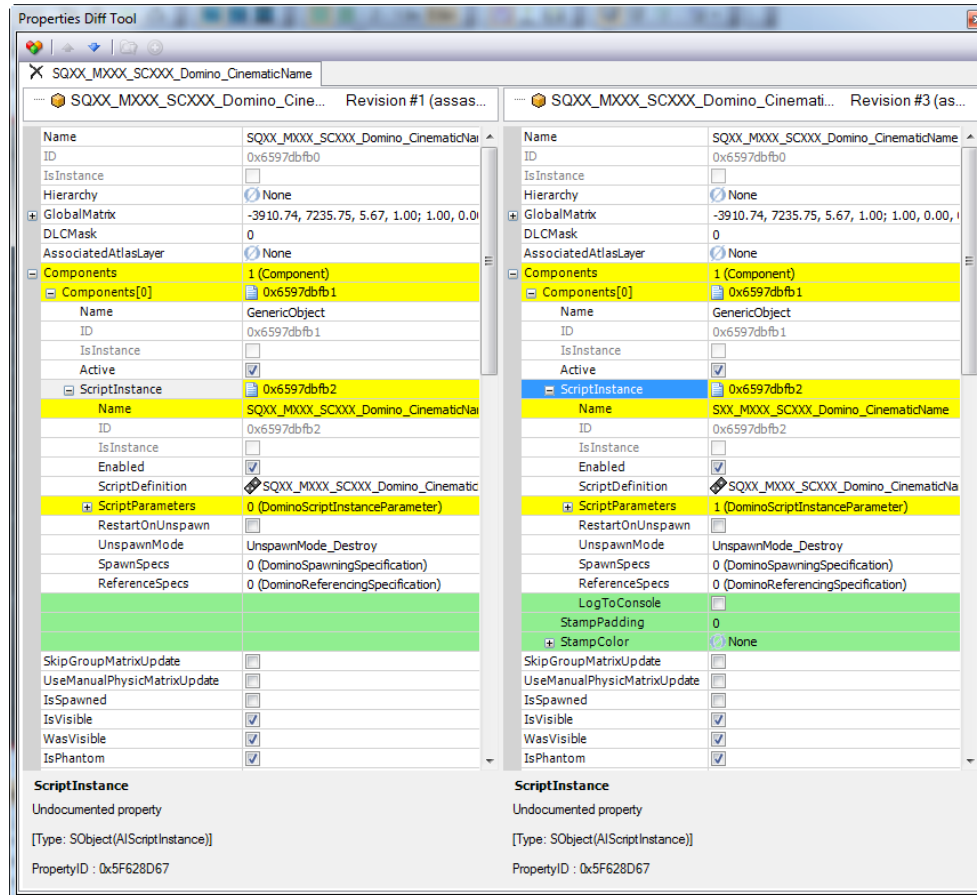 Properties Diff Tool
SQXX_MXXX_SCXXX_Domino_CinematicName
SQXX_MXXX_SCXXX_Domino_Cine... Revision #1 (assas...
Name SQXX_MXXX_SCXXX_Domino_CinematicNa
ID 0x6597dbfb0
IsInstance
Hierarchy None
GlobalMatrix -3910.74, 7235.75, 5.67, 1.00; 1.00, 0.0
DLCMask 0
AssociatedAtlasLayer None
Components 1 (Component)
Components[0] 0x6597dbfb1
Name GenericObject
ID 0x6597dbfb1
IsInstance
Active
ScriptInstance 0x6597dbfb2
Name SQXX_MXXX_SCXXX_Domino_CinematicNa
ID 0x6597dbfb2
IsInstance
Enabled
ScriptDefinition SQXX_MXXX_SCXXX_Domino_Cinematic
ScriptParameters 0 (DominoScriptInstanceParameter)
RestartOnUnspawn
UnspawnMode UnspawnMode_Destroy
SpawnSpecs 0 (DominoSpawningSpecification)
ReferenceSpecs 0 (DominoReferencingSpecification)
SkipGroupMatrixUpdate
UseManualPhysicMatrixUpdate
IsSpawned
IsVisible
WasVisible
IsPhantom
ScriptInstance
Undocumented property
[Type: SObject(AIScriptInstance)]
PropertyID : 0x5F628D67
SQXX_MXXX_SCXXX_Domino_Cinemati... Revision #3 (as...
Name SQXX_MXXX_SCXXX_Domino_CinematicName
ID 0x6597dbfb0
IsInstance
Hierarchy None
GlobalMatrix -3910.74, 7235.75, 5.67, 1.00; 1.00, 0.00,
DLCMask 0
AssociatedAtlasLayer None
Components 1 (Component)
Components[0] 0x6597dbfb1
Name GenericObject
ID 0x6597dbfb1
IsInstance
Active
ScriptInstance 0x6597dbfb2
Name SXX_MXXX_SCXXX_Domino_CinematicName
ID 0x6597dbfb2
IsInstance
Enabled
ScriptDefinition SQXX_MXXX_SCXXX_Domino_CinematicNa
ScriptParameters 1 (DominoScriptInstanceParameter)
RestartOnUnspawn
UnspawnMode UnspawnMode_Destroy
SpawnSpecs 0 (DominoSpawningSpecification)
ReferenceSpecs 0 (DominoReferencingSpecification)
LogToConsole
StampPadding 0
StampColor None
SkipGroupMatrixUpdate
UseManualPhysicMatrixUpdate
IsSpawned
IsVisible
WasVisible
IsPhantom
ScriptInstance
Undocumented property
[Type: SObject(AIScriptInstance)]
PropertyID : 0x5F628D67